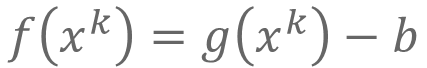 f(x^k) = g(x^k) − b